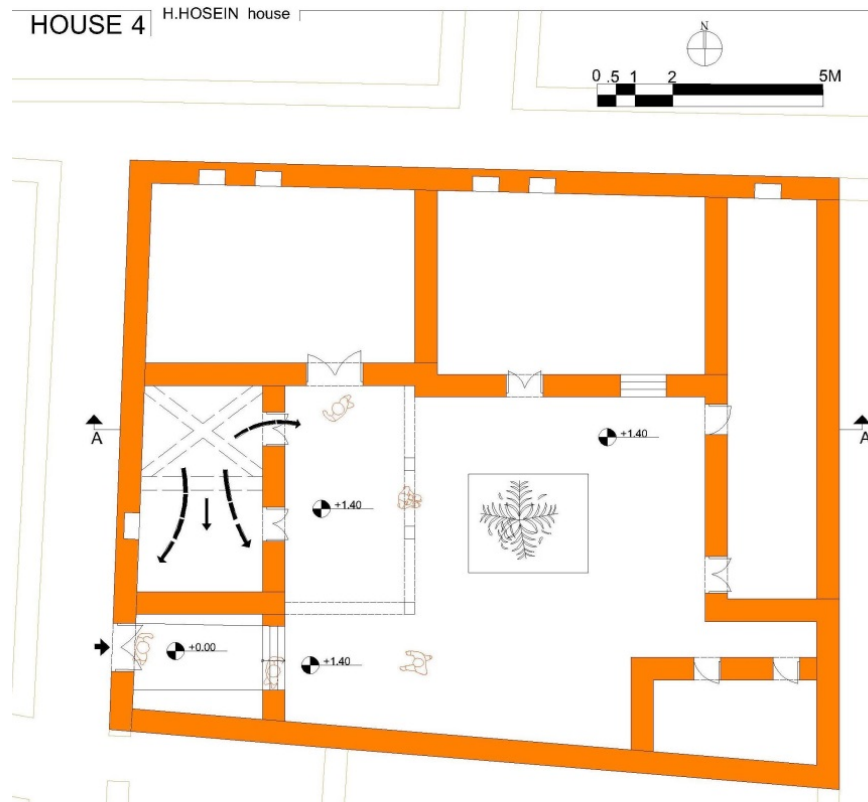 HOUSE 4
H.HOSEIN house
N
0 .5 1 2 5M
A
A
+1.40
+1.40
+0.00
+1.40